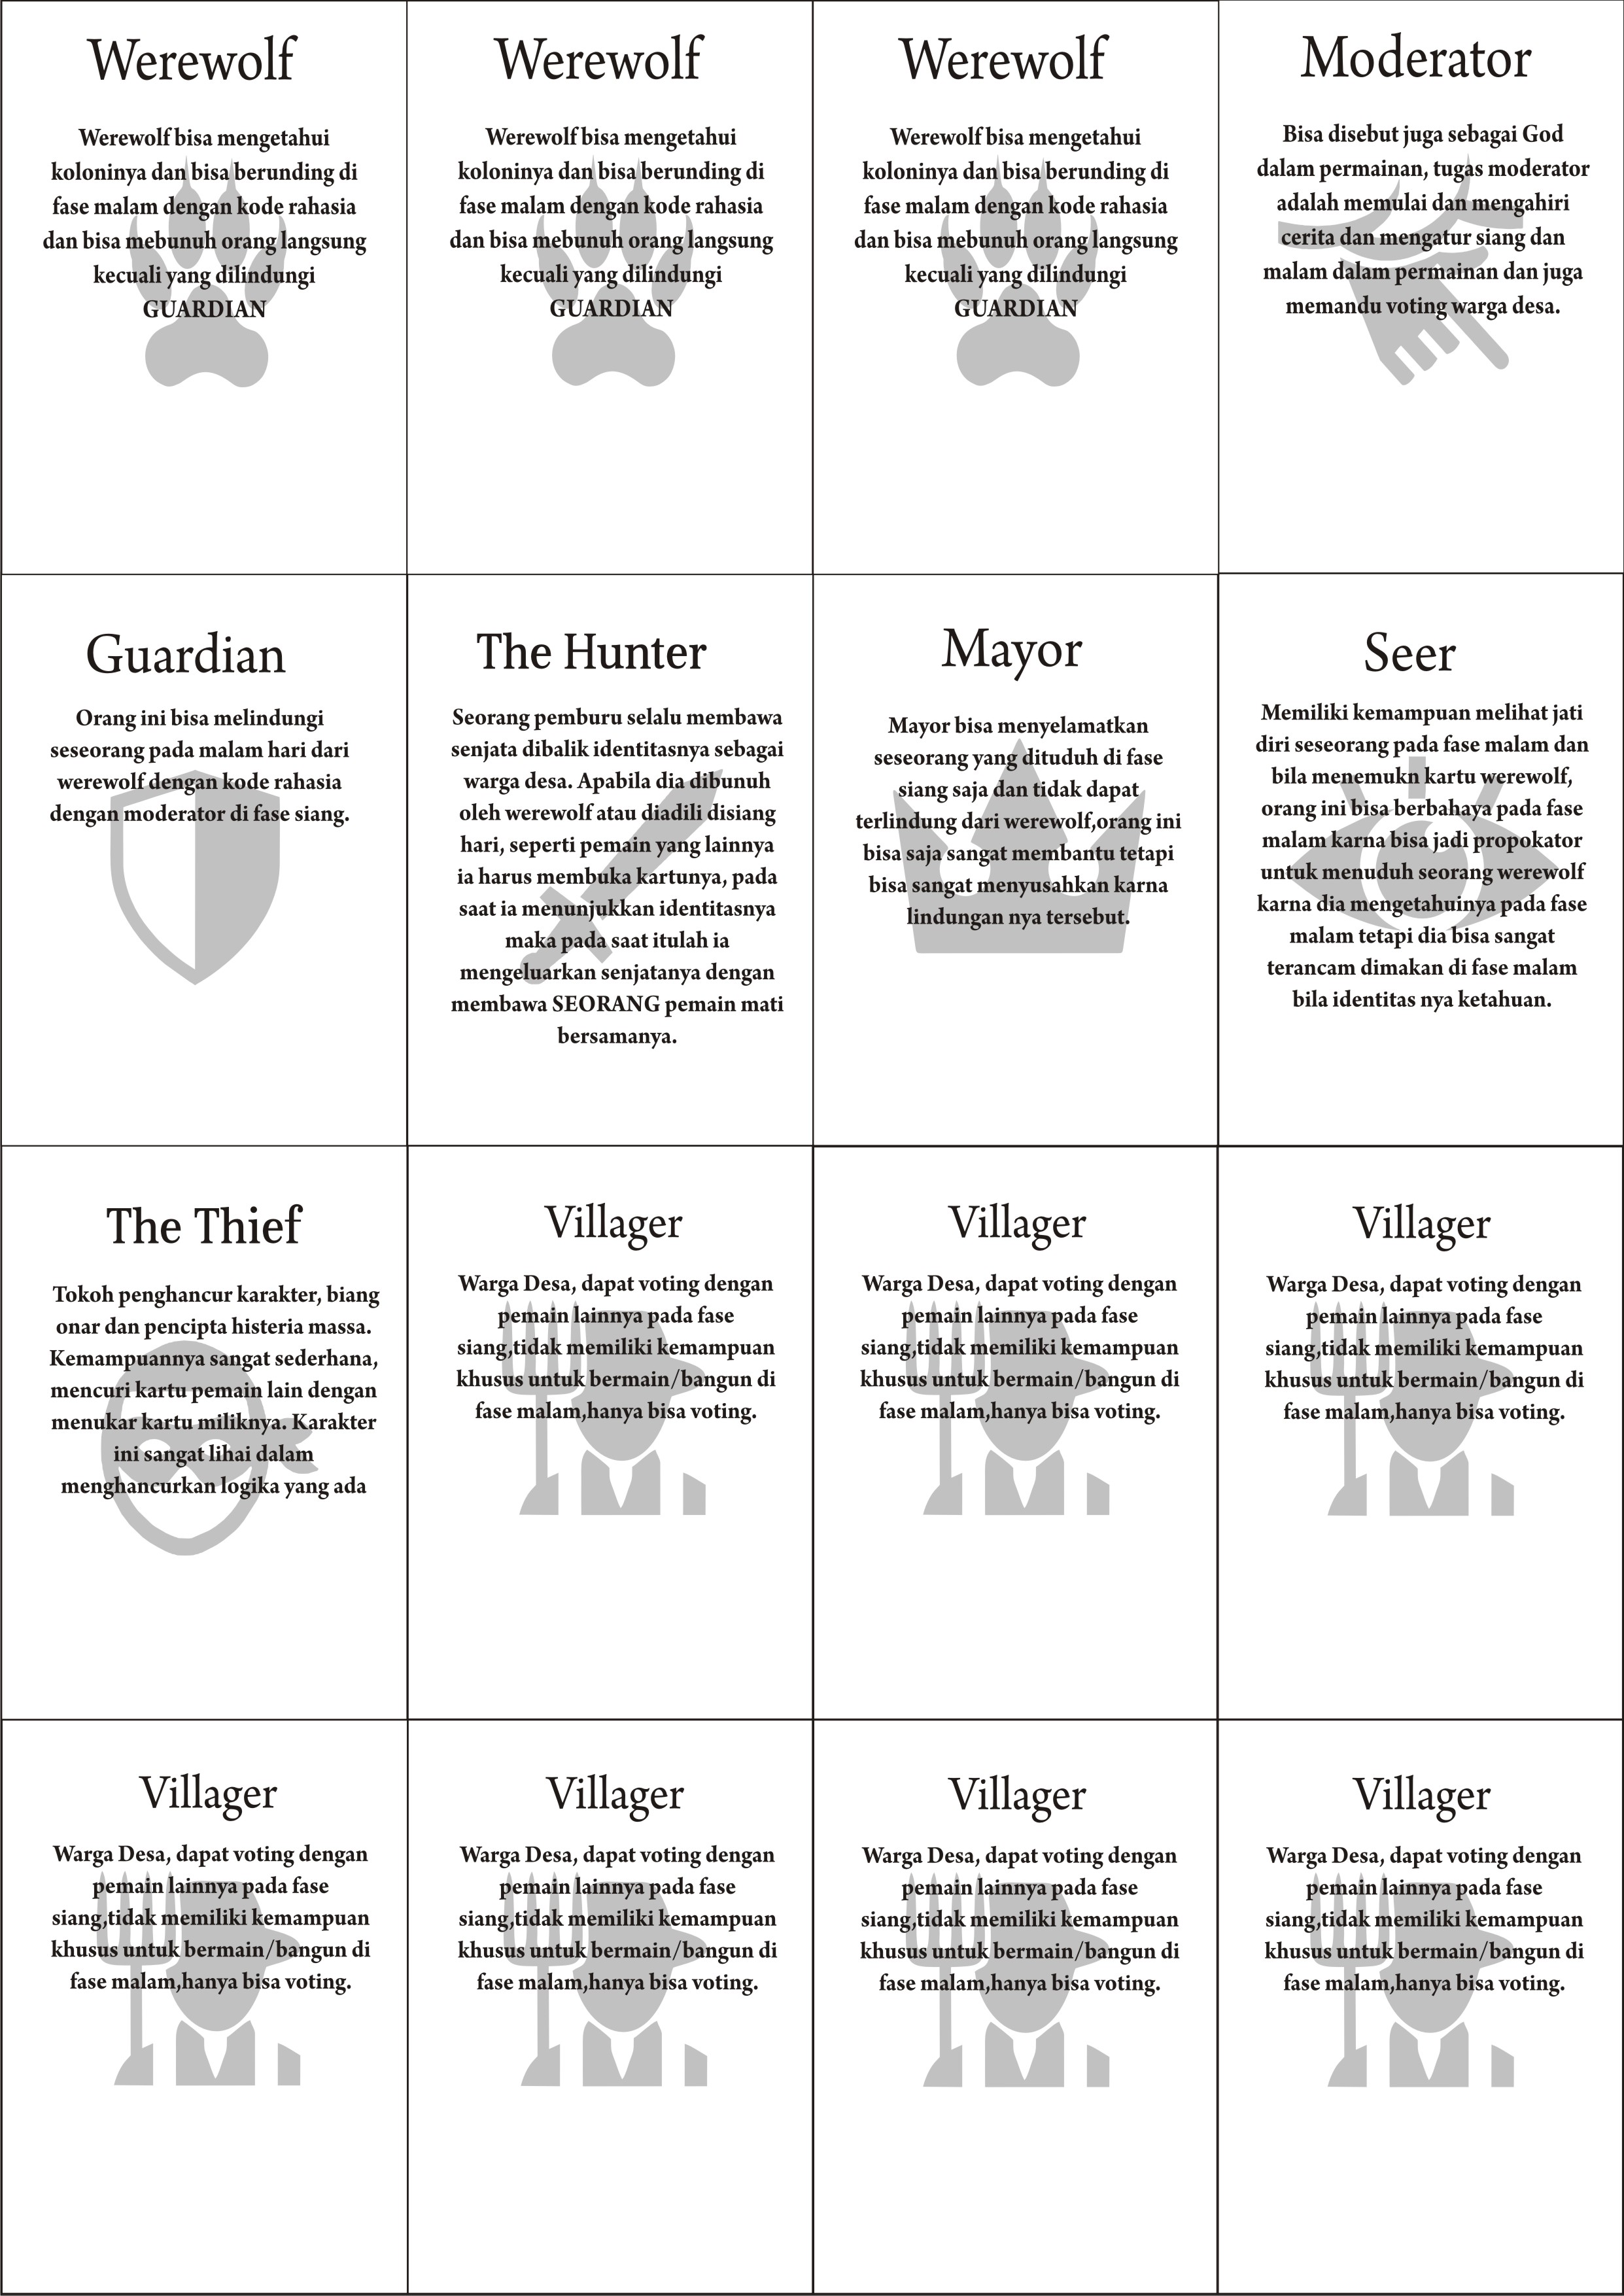 Werewolf
Werewolf bisa mengetahui
koloninya dan bisa berunding di
fase malam dengan kode rahasia
dan bisa mebunuh orang langsung
kecuali yang dilindungi
GUARDIAN
Werewolf
Werewolf bisa mengetahui
koloninya dan bisa berunding di
fase malam dengan kode rahasia
dan bisa mebunuh orang langsung
kecuali yang dilindungi
GUARDIAN
Werewolf
Werewolf bisa mengetahui
koloninya dan bisa berunding di
fase malam dengan kode rahasia
dan bisa mebunuh orang langsung
kecuali yang dilindungi
GUARDIAN
Moderator
Bisa disebut juga sebagai God
dalam permainan, tugas moderator
adalah memulai dan mengahiri
cerita dan mengatur siang dan
malam dalam permainan dan juga
memandu voting warga desa.
Guardian
Orang ini bisa melindungi
seseorang pada malam hari dari
werewolf dengan kode rahasia
dengan moderator di fase siang.
The Hunter
Seorang pemburu selalu membawa
senjata dibalik identitasnya sebagai
warga desa. Apabila dia dibunuh
oleh werewolf atau diadili disiang
hari, seperti pemain yang lainnya
ia harus membuka kartunya, pada
saat ia menunjukkan identitasnya
maka pada saat itulah ia
mengeluarkan senjatanya dengan
membawa SEORANG pemain mati
bersamanya.
Mayor
Mayor bisa menyelamatkan
seseorang yang dituduh di fase
siang saja dan tidak dapat
terlindung dari werewolf,orang ini
bisa saja sangat membantu tetapi
bisa sangat menyusahkan karna
lindungan nya tersebut.
Seer
Memiliki kemampuan melihat jati
diri seseorang pada fase malam dan
bila menemukn kartu werewolf,
orang ini bisa berbahaya pada fase
malam karna bisa jadi propokator
untuk menuduh seorang werewolf
karna dia mengetahuinya pada fase
malam tetapi dia bisa sangat
terancam dimakan di fase malam
bila identitas nya ketahuan.
The Thief
Tokoh penghancur karakter, biang
onar dan pencipta histeria massa.
Kemampuannya sangat sederhana,
mencuri kartu pemain lain dengan
menukar kartu miliknya. Karakter
ini sangat lihai dalam
menghancurkan logika yang ada
Villager
Warga Desa, dapat voting dengan
pemain lainnya pada fase
siang,tidak memiliki kemampuan
khusus untuk bermain/bangun di
fase malam,hanya bisa voting.
Villager
Warga Desa, dapat voting dengan
pemain lainnya pada fase
siang,tidak memiliki kemampuan
khusus untuk bermain/bangun di
fase malam,hanya bisa voting.
Villager
Warga Desa, dapat voting dengan
pemain lainnya pada fase
siang,tidak memiliki kemampuan
khusus untuk bermain/bangun di
fase malam,hanya bisa voting.
Villager
Warga Desa, dapat voting dengan
pemain lainnya pada fase
siang,tidak memiliki kemampuan
khusus untuk bermain/bangun di
fase malam,hanya bisa voting.
Villager
Warga Desa, dapat voting dengan
pemain lainnya pada fase
siang,tidak memiliki kemampuan
khusus untuk bermain/bangun di
fase malam,hanya bisa voting.
Villager
Warga Desa, dapat voting dengan
pemain lainnya pada fase
siang,tidak memiliki kemampuan
khusus untuk bermain/bangun di
fase malam,hanya bisa voting.
Villager
Warga Desa, dapat voting dengan
pemain lainnya pada fase
siang,tidak memiliki kemampuan
khusus untuk bermain/bangun di
fase malam,hanya bisa voting.